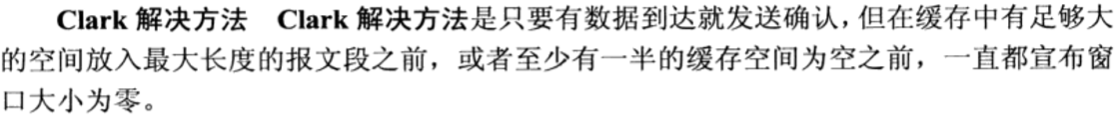 Clark 解决方法 Clark 解决方法是只要有数据到达就发送确认，但在缓存中有足够大
的空间放入最大长度的报文段之前，或者至少有一半的缓存空间为空之前，一直都宣布窗
口大小为零。